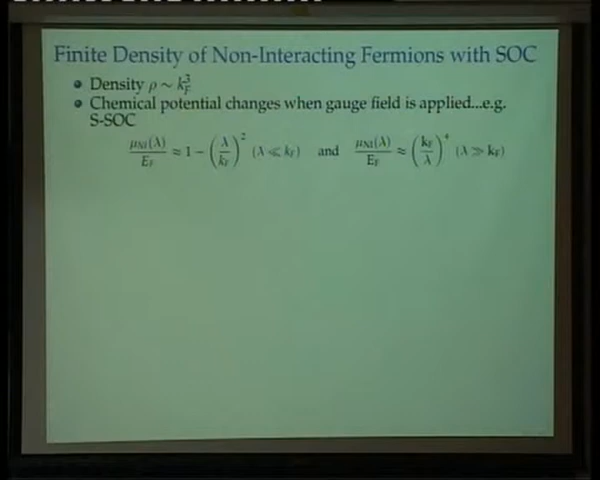 Finite Density of Non-Interacting Fermions with SOC
Density ρ ~ k_F^3
Chemical potential changes when gauge field is applied...e.g.
S-SOC
μ_NI(λ)/E_F ≈ 1 − (λ/k_F)^2 (λ ≪ k_F) and μ_NI(λ)/E_F ≈ (k_F/λ)^4 (λ ≫ k_F)